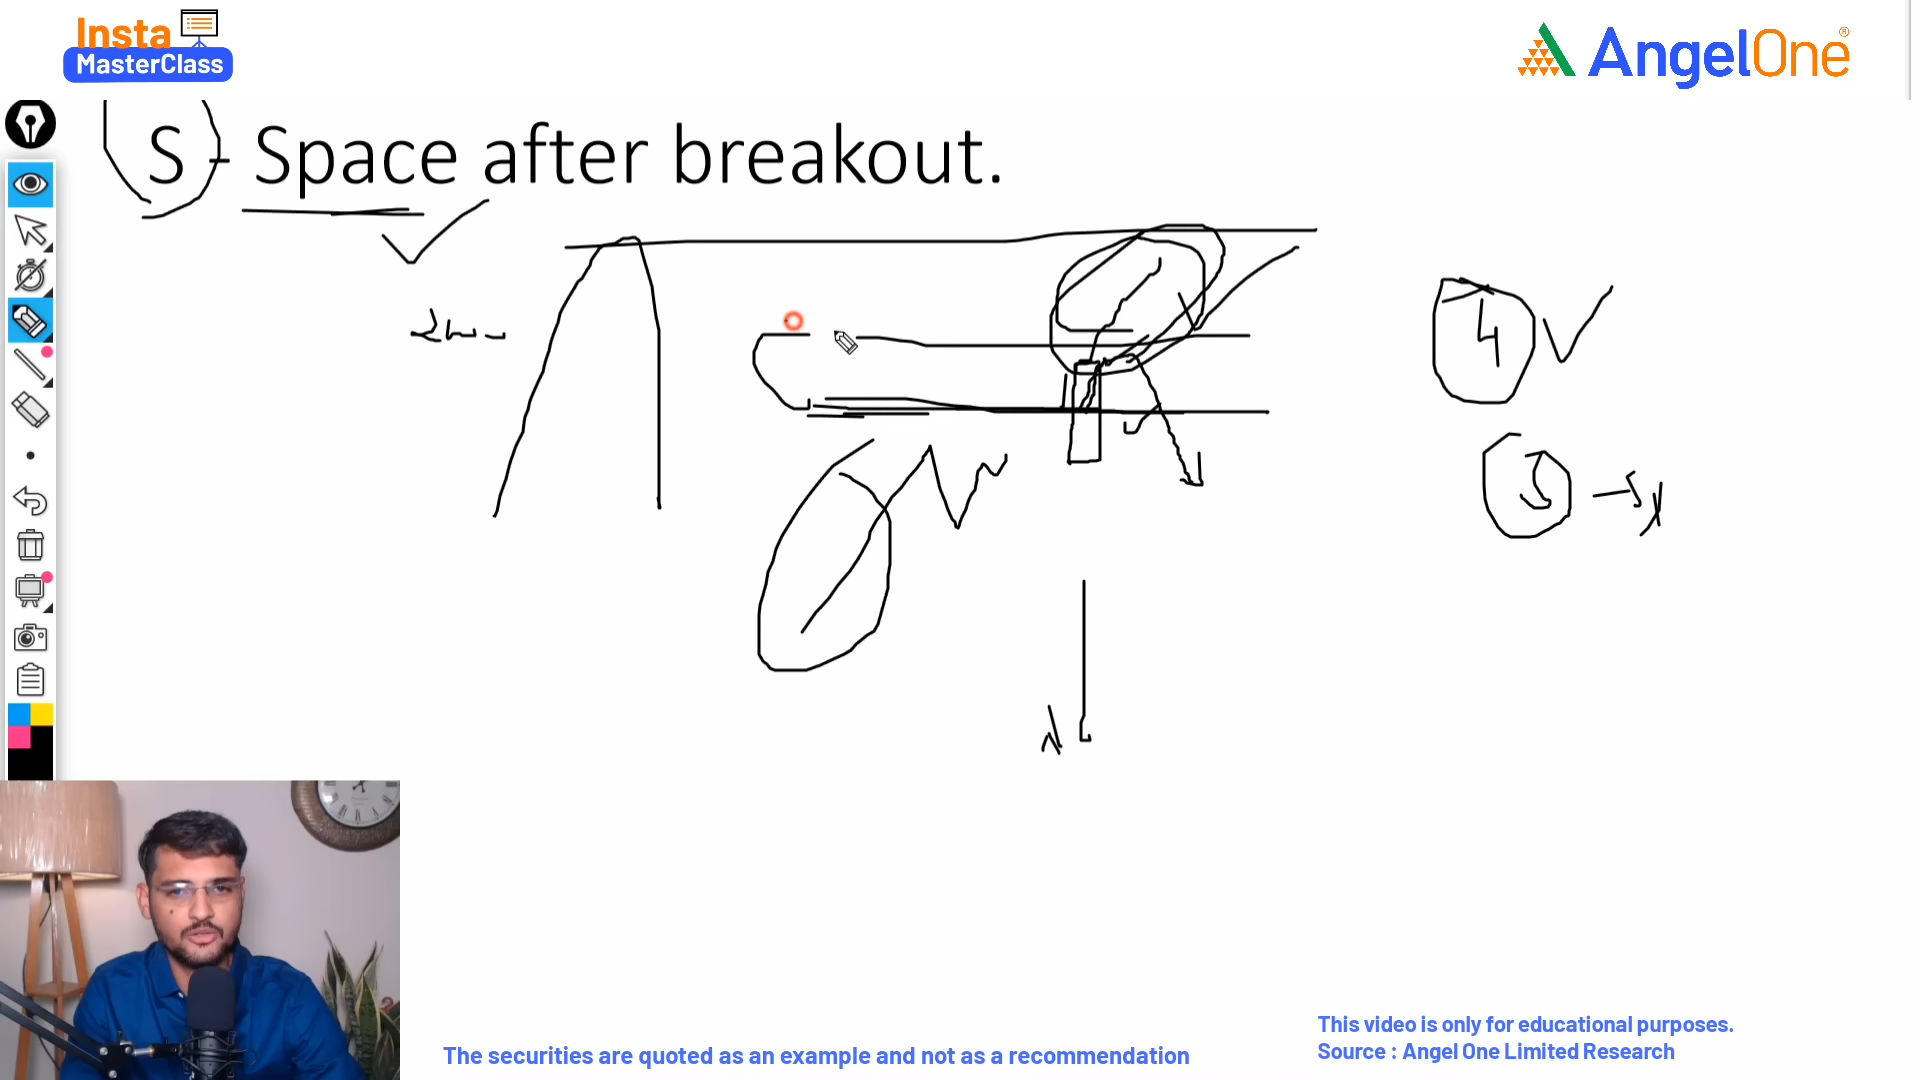 Insta
MasterClass
AngelOne®
S - Space after breakout.
4
The securities are quoted as an example and not as a recommendation
This video is only for educational purposes.
Source : Angel One Limited Research